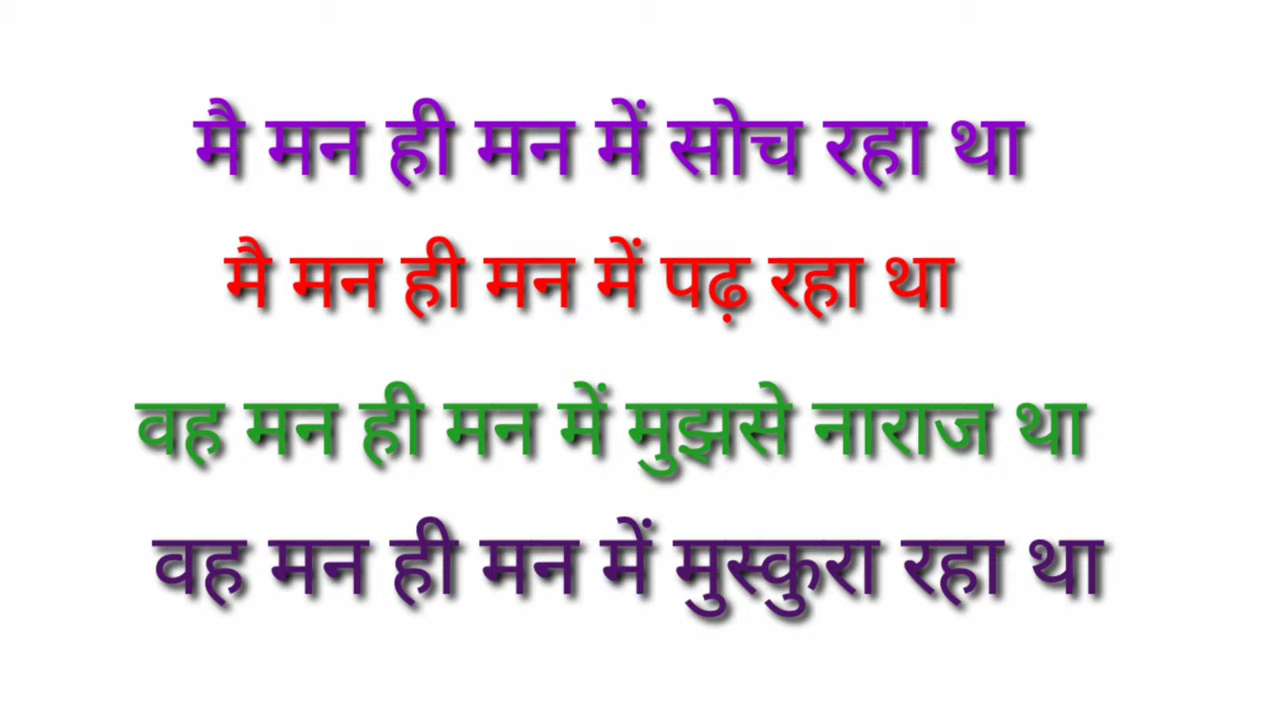 मै मन ही मन में सोच रहा था
मै मन ही मन में पढ़ रहा था
वह मन ही मन में मुझसे नाराज था
वह मन ही मन में मुस्कुरा रहा था